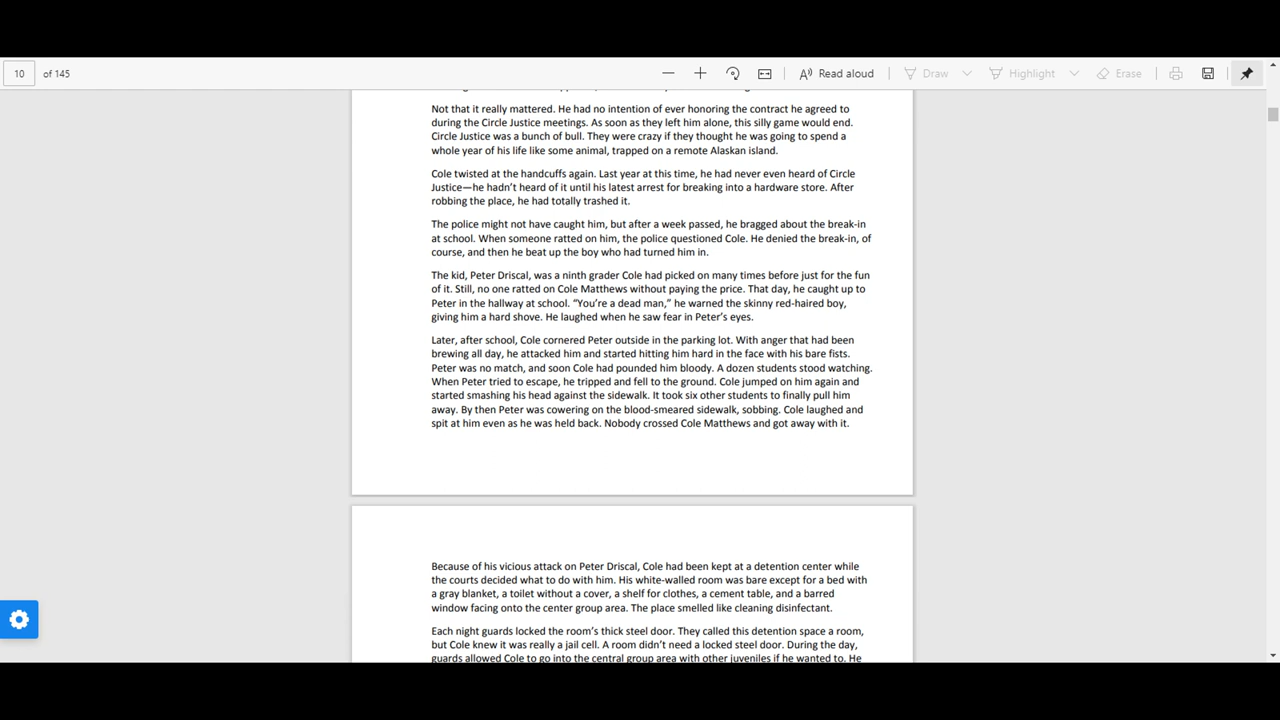 10 of 145 Read aloud Draw Highlight Erase
Not that it really mattered. He had no intention of ever honoring the contract he agreed to
during the Circle Justice meetings. As soon as they left him alone, this silly game would end.
Circle Justice was a bunch of bull. They were crazy if they thought he was going to spend a
whole year of his life like some animal, trapped on a remote Alaskan island.
Cole twisted at the handcuffs again. Last year at this time, he had never even heard of Circle
Justice—he hadn’t heard of it until his latest arrest for breaking into a hardware store. After
robbing the place, he had totally trashed it.
The police might not have caught him, but after a week passed, he bragged about the break-in
at school. When someone ratted on him, the police questioned Cole. He denied the break-in, of
course, and then he beat up the boy who had turned him in.
The kid, Peter Driscal, was a ninth grader Cole had picked on many times before just for the fun
of it. Still, no one ratted on Cole Matthews without paying the price. That day, he caught up to
Peter in the hallway at school. “You’re a dead man,” he warned the skinny red-haired boy,
giving him a hard shove. He laughed when he saw fear in Peter’s eyes.
Later, after school, Cole cornered Peter outside in the parking lot. With anger that had been
brewing all day, he attacked him and started hitting him hard in the face with his bare fists.
Peter was no match, and soon Cole had pounded him bloody. A dozen students stood watching.
When Peter tried to escape, he tripped and fell to the ground. Cole jumped on him again and
started smashing his head against the sidewalk. It took six other students to finally pull him
away. By then Peter was cowering on the blood-smeared sidewalk, sobbing. Cole laughed and
spit at him even as he was held back. Nobody crossed Cole Matthews and got away with it.
Because of his vicious attack on Peter Driscal, Cole had been kept at a detention center while
the courts decided what to do with him. His white-walled room was bare except for a bed with
a gray blanket, a toilet without a cover, a shelf for clothes, a cement table, and a barred
window facing onto the center group area. The place smelled like cleaning disinfectant.
Each night guards locked the room’s thick steel door. They called this detention space a room,
but Cole knew it was really a jail cell. A room didn’t need a locked steel door. During the day,
guards allowed Cole to go into the central group area with other juveniles if he wanted to. He